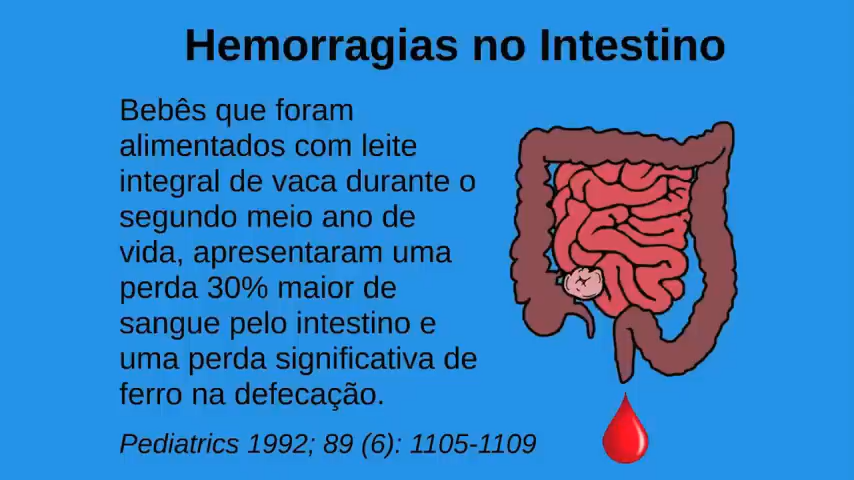 Hemorragias no Intestino
Bebês que foram
alimentados com leite
integral de vaca durante o
segundo meio ano de
vida, apresentaram uma
perda 30% maior de
sangue pelo intestino e
uma perda significativa de
ferro na defecação.
Pediatrics 1992; 89 (6): 1105-1109